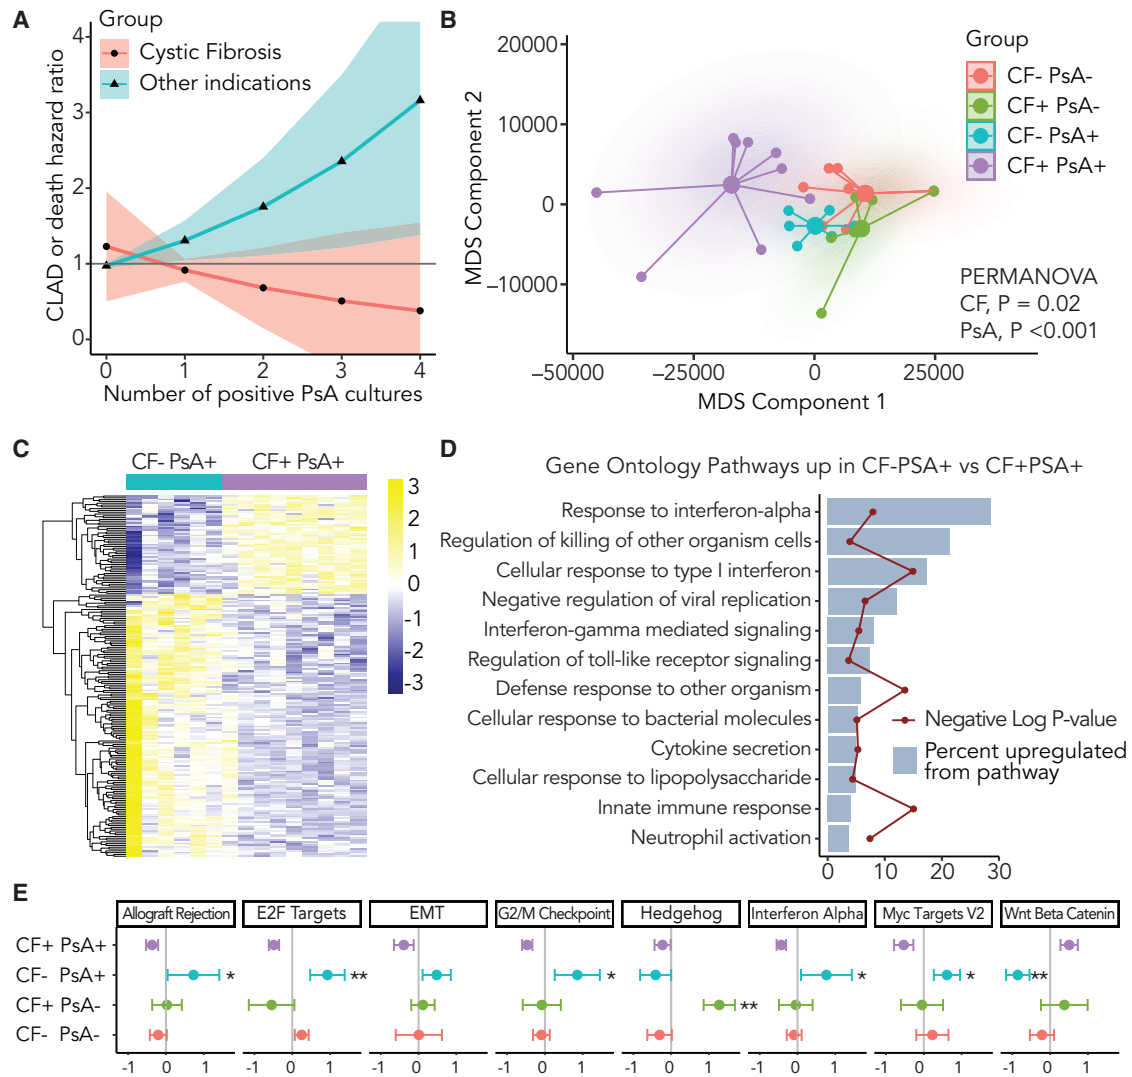 A
Group
Cystic Fibrosis
Other indications
CLAD or death hazard ratio
4
3
2
1
0
0 1 2 3 4
Number of positive PsA cultures
B
MDS Component 2
20000
10000
0
−10000
−50000 −25000 0 25000
MDS Component 1
Group
CF- PsA-
CF+ PsA-
CF- PsA+
CF+ PsA+
PERMANOVA
CF, P = 0.02
PsA, P <0.001
C
CF- PsA+ CF+ PsA+
3
2
1
0
-1
-2
-3
D
Gene Ontology Pathways up in CF-PSA+ vs CF+PSA+
Response to interferon-alpha
Regulation of killing of other organism cells
Cellular response to type I interferon
Negative regulation of viral replication
Interferon-gamma mediated signaling
Regulation of toll-like receptor signaling
Defense response to other organism
Cellular response to bacterial molecules
Cytokine secretion
Cellular response to lipopolysaccharide
Innate immune response
Neutrophil activation
Negative Log P-value
Percent upregulated
from pathway
0 10 20 30
E
Allograft Rejection E2F Targets EMT G2/M Checkpoint Hedgehog Interferon Alpha Myc Targets V2 Wnt Beta Catenin
CF+ PsA+
CF- PsA+ * ** * * * **
CF+ PsA- **
CF- PsA-
-1 0 1 -1 0 1 -1 0 1 -1 0 1 -1 0 1 -1 0 1 -1 0 1 -1 0 1